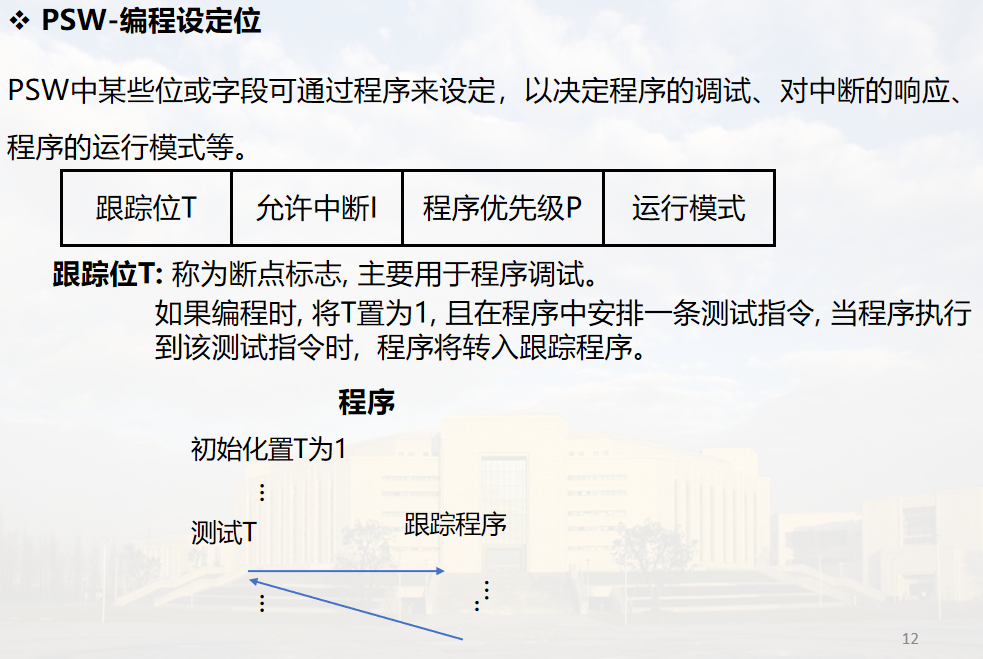 ❖ PSW-编程设定位
PSW中某些位或字段可通过程序来设定，以决定程序的调试、对中断的响应、
程序的运行模式等。
跟踪位T 允许中断I 程序优先级P 运行模式
跟踪位T: 称为断点标志, 主要用于程序调试。
如果编程时, 将T置为1, 且在程序中安排一条测试指令, 当程序执行
到该测试指令时, 程序将转入跟踪程序。
程序
初始化置T为1
⋮
测试T 跟踪程序
⋮ ⋮
12